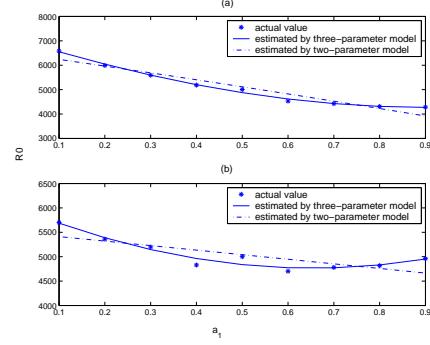 (a)
8000
7000
6000
5000
4000
3000
actual value
estimated by three-parameter model
estimated by two-parameter model
0.1 0.2 0.3 0.4 0.5 0.6 0.7 0.8 0.9
R0
(b)
6500
6000
5500
5000
4500
4000
actual value
estimated by three-parameter model
estimated by two-parameter model
0.1 0.2 0.3 0.4 0.5 0.6 0.7 0.8 0.9
a1